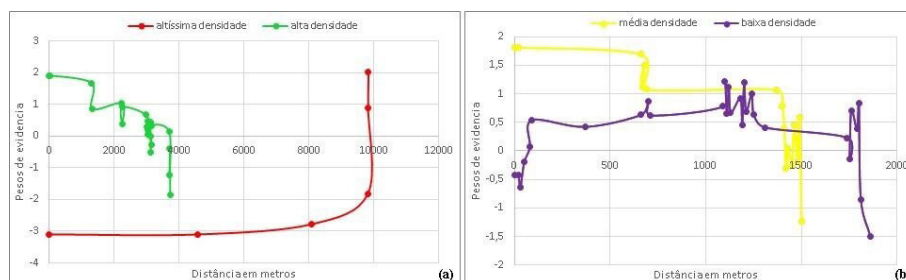 altíssima densidade alta densidade
3
2
1
0
-1
-2
-3
-4
0 2000 4000 6000 8000 10000 12000
Pesos de evidencia
Distância em metros
(a)
média densidade baixa densidade
2
1,5
1
0,5
0
-0,5
-1
-1,5
-2
0 500 1000 1500 2000
Pesos de evidência
Distância em metros
(b)